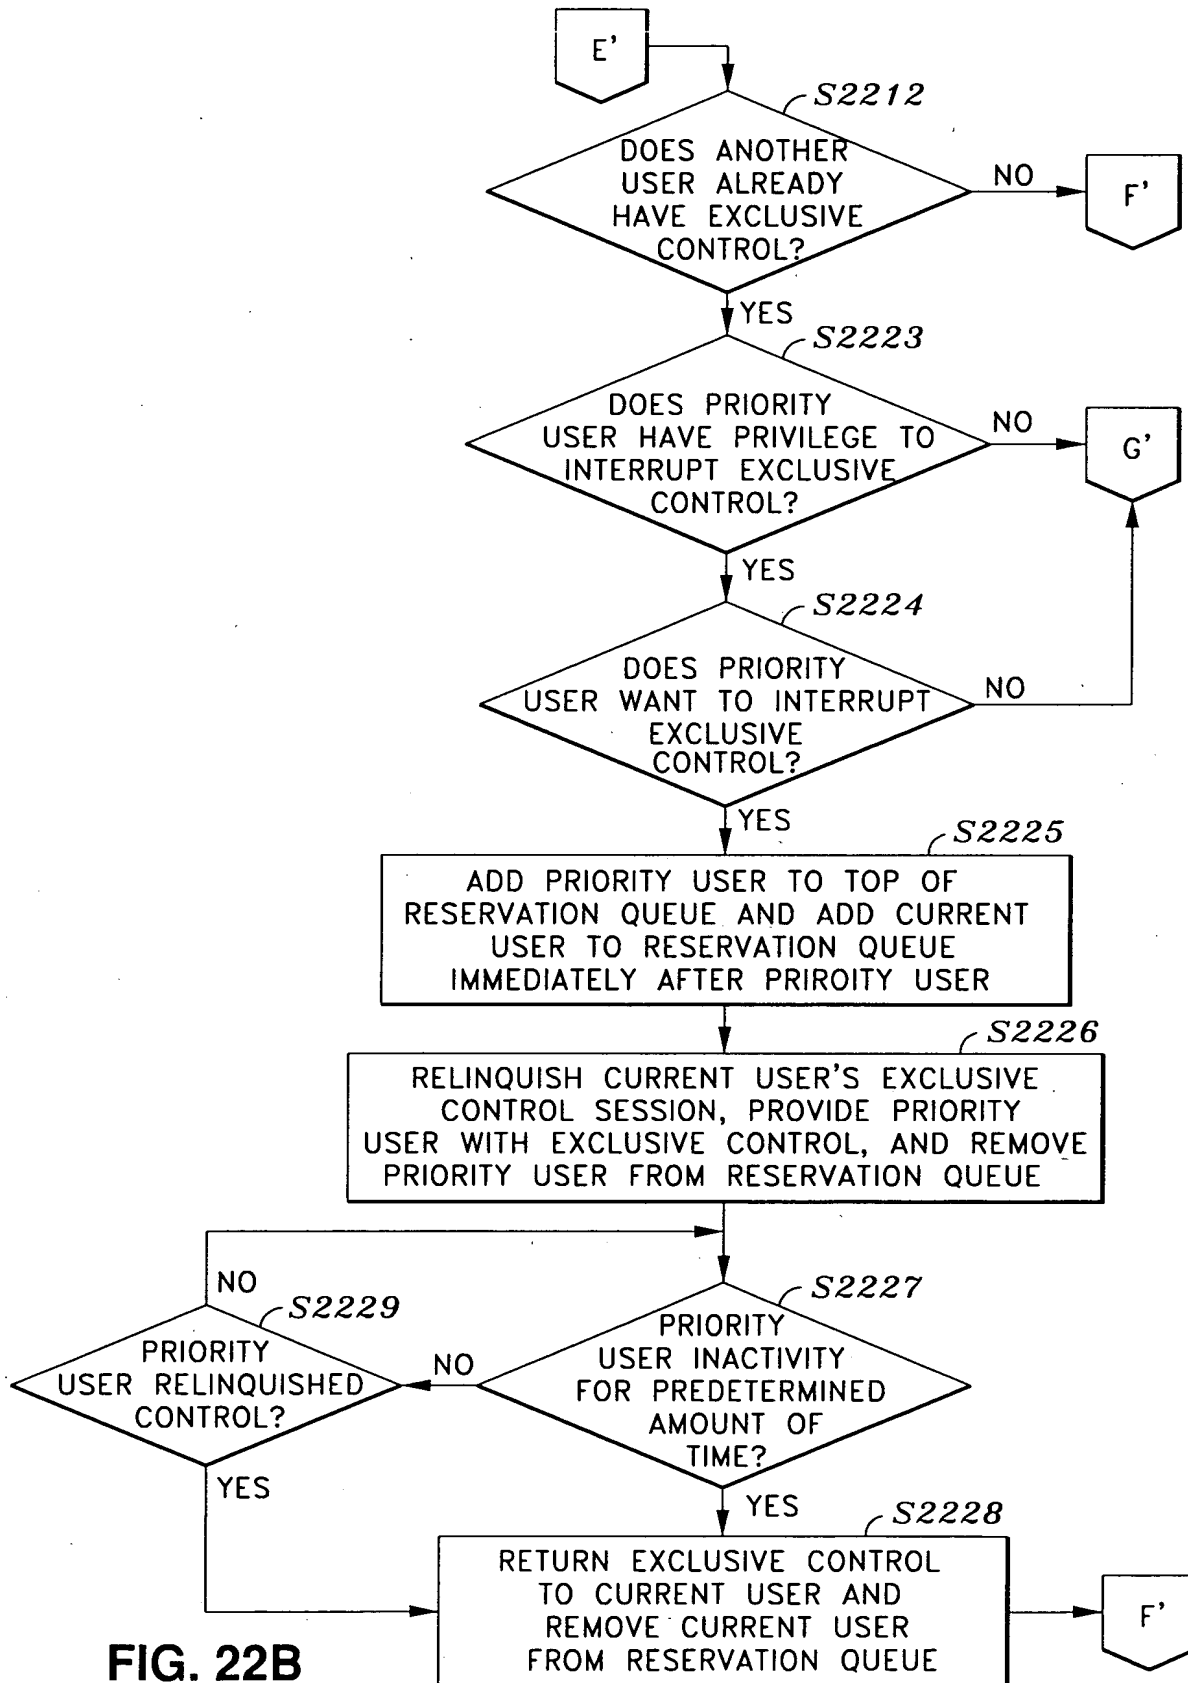 E'
S2212
DOES ANOTHER
USER ALREADY
HAVE EXCLUSIVE
CONTROL?
NO
F'
YES
S2223
DOES PRIORITY
USER HAVE PRIVILEGE TO
INTERRUPT EXCLUSIVE
CONTROL?
NO
G'
YES
S2224
DOES PRIORITY
USER WANT TO INTERRUPT
EXCLUSIVE
CONTROL?
NO
YES
S2225
ADD PRIORITY USER TO TOP OF
RESERVATION QUEUE AND ADD CURRENT
USER TO RESERVATION QUEUE
IMMEDIATELY AFTER PRIROITY USER
S2226
RELINQUISH CURRENT USER'S EXCLUSIVE
CONTROL SESSION, PROVIDE PRIORITY
USER WITH EXCLUSIVE CONTROL, AND REMOVE
PRIORITY USER FROM RESERVATION QUEUE
NO
S2229
PRIORITY
USER RELINQUISHED
CONTROL?
NO
S2227
PRIORITY
USER INACTIVITY
FOR PREDETERMINED
AMOUNT OF
TIME?
YES
YES
S2228
RETURN EXCLUSIVE CONTROL
TO CURRENT USER AND
REMOVE CURRENT USER
FROM RESERVATION QUEUE
F'
FIG. 22B